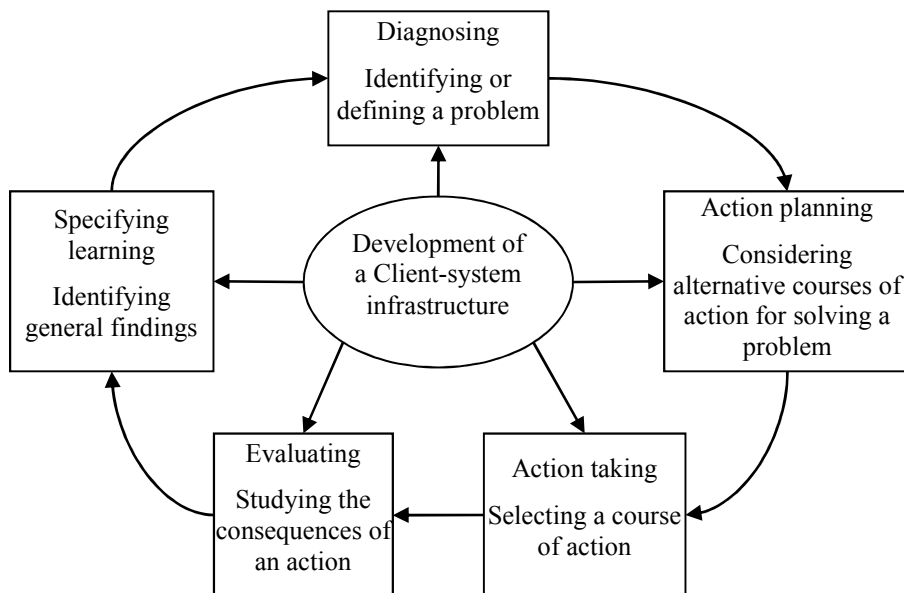 Diagnosing
Identifying or
defining a problem
Action planning
Considering
alternative courses of
action for solving a
problem
Action taking
Selecting a course
of action
Evaluating
Studying the
consequences of
an action
Specifying
learning
Identifying
general findings
Development of
a Client-system
infrastructure